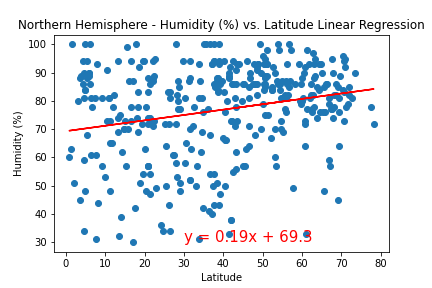 Northern Hemisphere - Humidity (%) vs. Latitude Linear Regression
Humidity (%)
100
90
80
70
60
50
40
30
y = 0.19x + 69.3
0 10 20 30 40 50 60 70 80
Latitude